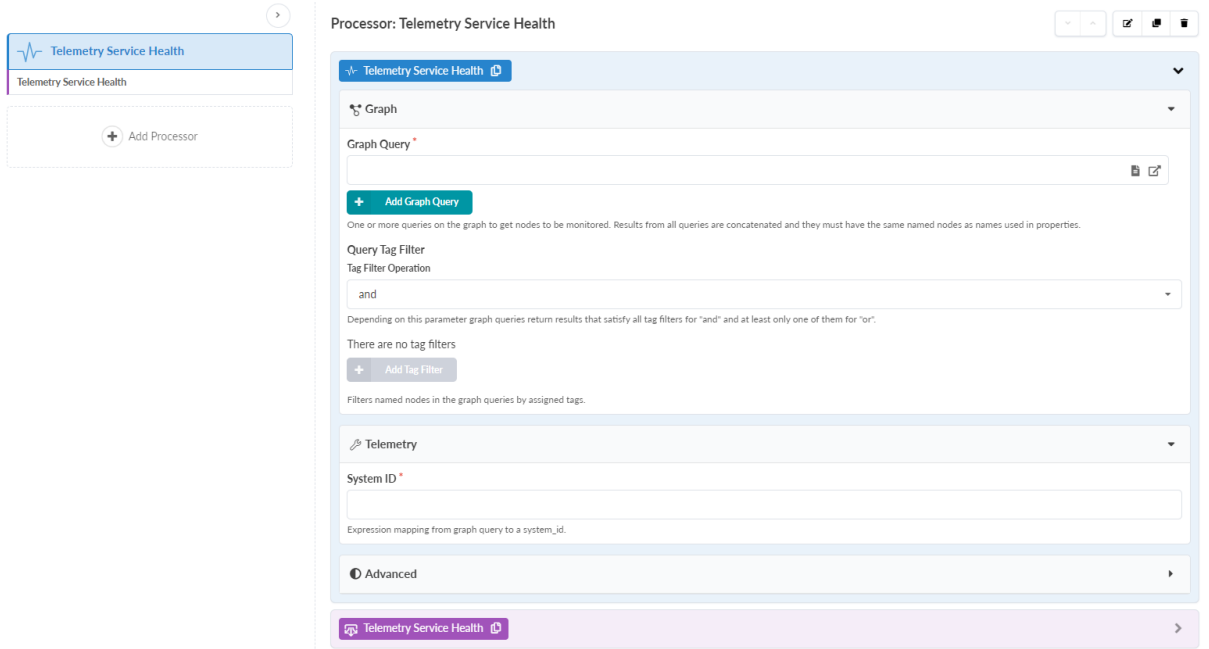 Processor: Telemetry Service Health
Telemetry Service Health
Telemetry Service Health
Add Processor
Telemetry Service Health
Graph
Graph Query *
Add Graph Query
One or more queries on the graph to get nodes to be monitored. Results from all queries are concatenated and they must have the same named nodes as names used in properties.
Query Tag Filter
Tag Filter Operation
and
Depending on this parameter graph queries return results that satisfy all tag filters for "and" and at least only one of them for "or".
There are no tag filters
Add Tag Filter
Filters named nodes in the graph queries by assigned tags.
Telemetry
System ID *
Expression mapping from graph query to a system_id.
Advanced
Telemetry Service Health